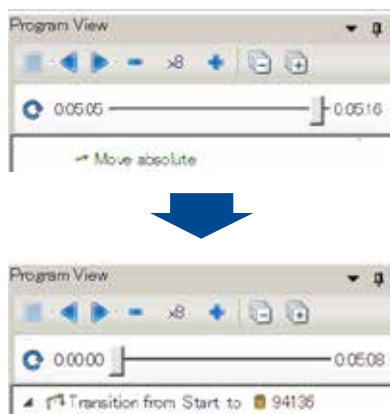 Program View
x8
0:05:05 0:05:16
Move absolute
Program View
x8
0:00:00 0:05:08
Transition from Start to 94136